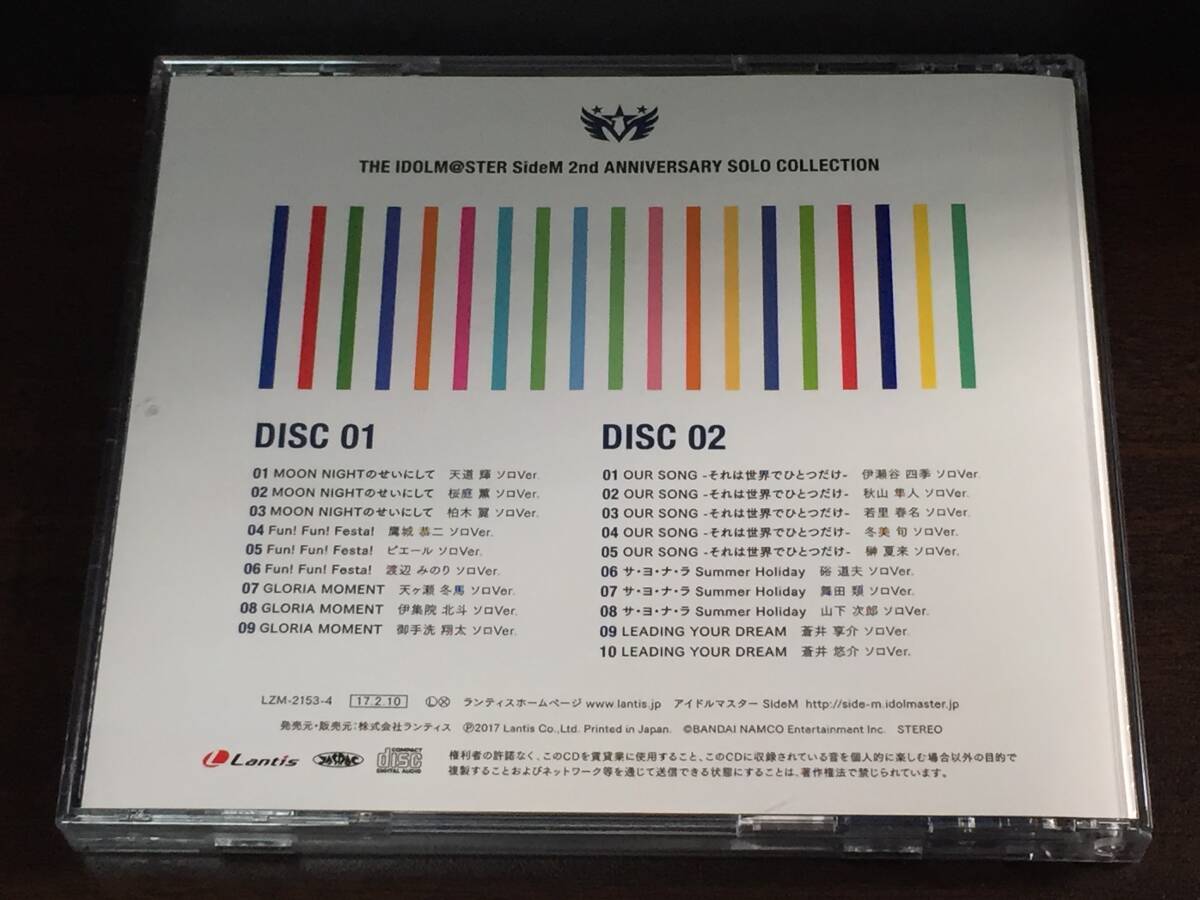 THE IDOLM@STER SideM 2nd ANNIVERSARY SOLO COLLECTION
DISC 01
01 MOON NIGHTのせいにして 天道 輝 ソロVer.
02 MOON NIGHTのせいにして 桜庭 薫 ソロVer.
03 MOON NIGHTのせいにして 柏木 翼 ソロVer.
04 Fun! Fun! Festa! 鷹城 恭二 ソロVer.
05 Fun! Fun! Festa! ピエール ソロVer.
06 Fun! Fun! Festa! 渡辺 みのり ソロVer.
07 GLORIA MOMENT 天ヶ瀬 冬馬 ソロVer.
08 GLORIA MOMENT 伊集院 北斗 ソロVer.
09 GLORIA MOMENT 御手洗 翔太 ソロVer.
DISC 02
01 OUR SONG -それは世界でひとつだけ- 伊瀬谷 四季 ソロVer.
02 OUR SONG -それは世界でひとつだけ- 秋山 隼人 ソロVer.
03 OUR SONG -それは世界でひとつだけ- 若里 春名 ソロVer.
04 OUR SONG -それは世界でひとつだけ- 冬美 旬 ソロVer.
05 OUR SONG -それは世界でひとつだけ- 榊 夏来 ソロVer.
06 サ・ヨ・ナ・ラ Summer Holiday 硲 道夫 ソロVer.
07 サ・ヨ・ナ・ラ Summer Holiday 舞田 類 ソロVer.
08 サ・ヨ・ナ・ラ Summer Holiday 山下 次郎 ソロVer.
09 LEADING YOUR DREAM 蒼井 享介 ソロVer.
10 LEADING YOUR DREAM 蒼井 悠介 ソロVer.
LZM-2153-4 17.2.10 ⓁⓍ ランティスホームページ www.lantis.jp アイドルマスター SideM http://side-m.idolmaster.jp
発売元・販売元：株式会社ランティス ℗2017 Lantis Co., Ltd. Printed in Japan. ©BANDAI NAMCO Entertainment Inc. STEREO
Lantis JASRAC COMPACT disc DIGITAL AUDIO
権利者の許諾なく、このCDを賃貸業に使用すること、このCDに収録されている音を個人的に楽しむ場合以外の目的で
複製することおよびネットワーク等を通じて送信できる状態にすることは、著作権法で禁じられています。